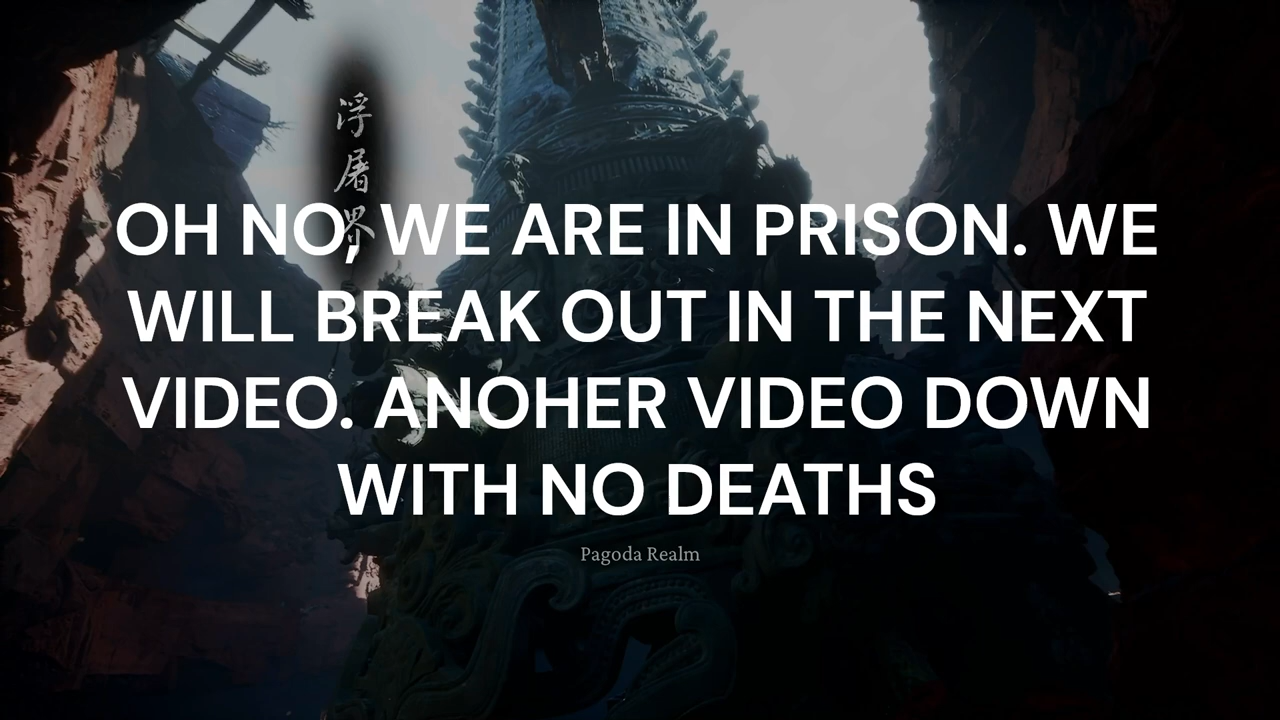 浮屠界
OH NO, WE ARE IN PRISON. WE
WILL BREAK OUT IN THE NEXT
VIDEO. ANOHER VIDEO DOWN
WITH NO DEATHS
Pagoda Realm